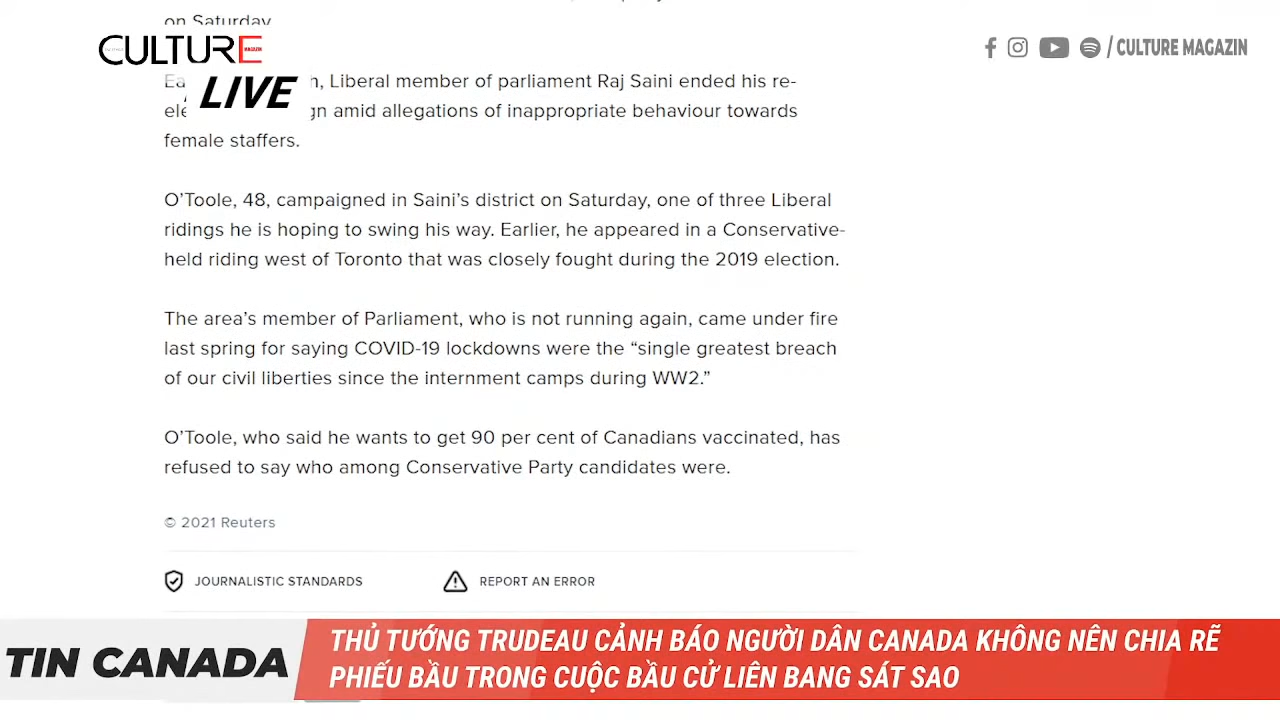 on Saturday
CULTURE
MAGAZIN
/ CULTURE MAGAZIN
LIVE
Ea h, Liberal member of parliament Raj Saini ended his re-
ele gn amid allegations of inappropriate behaviour towards
female staffers.
O'Toole, 48, campaigned in Saini's district on Saturday, one of three Liberal
ridings he is hoping to swing his way. Earlier, he appeared in a Conservative-
held riding west of Toronto that was closely fought during the 2019 election.
The area's member of Parliament, who is not running again, came under fire
last spring for saying COVID-19 lockdowns were the “single greatest breach
of our civil liberties since the internment camps during WW2.”
O'Toole, who said he wants to get 90 per cent of Canadians vaccinated, has
refused to say who among Conservative Party candidates were.
© 2021 Reuters
JOURNALISTIC STANDARDS
REPORT AN ERROR
TIN CANADA
THỦ TƯỚNG TRUDEAU CẢNH BÁO NGƯỜI DÂN CANADA KHÔNG NÊN CHIA RẼ
PHIẾU BẦU TRONG CUỘC BẦU CỬ LIÊN BANG SÁT SAO